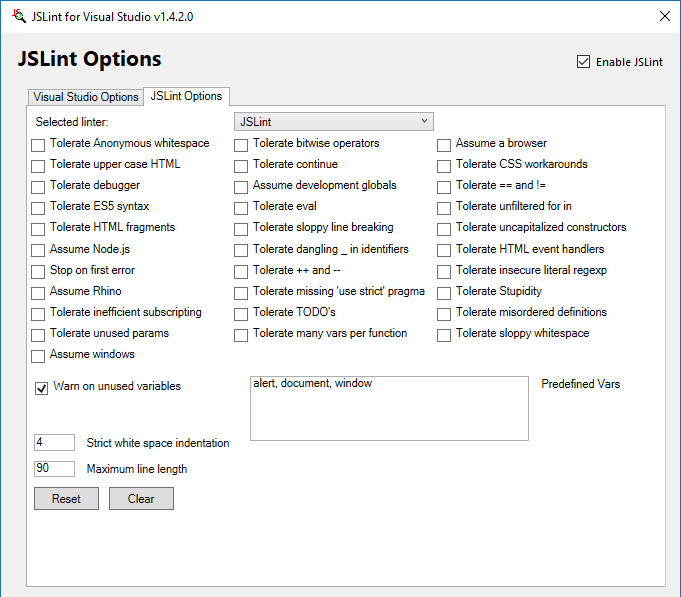 JSLint for Visual Studio v1.4.2.0
JSLint Options
Enable JSLint
Visual Studio Options
JSLint Options
Selected linter:
JSLint
Tolerate Anonymous whitespace
Tolerate bitwise operators
Assume a browser
Tolerate upper case HTML
Tolerate continue
Tolerate CSS workarounds
Tolerate debugger
Assume development globals
Tolerate == and !=
Tolerate ES5 syntax
Tolerate eval
Tolerate unfiltered for in
Tolerate HTML fragments
Tolerate sloppy line breaking
Tolerate uncapitalized constructors
Assume Node.js
Tolerate dangling _ in identifiers
Tolerate HTML event handlers
Stop on first error
Tolerate ++ and --
Tolerate insecure literal regexp
Assume Rhino
Tolerate missing 'use strict' pragma
Tolerate Stupidity
Tolerate inefficient subscripting
Tolerate TODO's
Tolerate misordered definitions
Tolerate unused params
Tolerate many vars per function
Tolerate sloppy whitespace
Assume windows
Warn on unused variables
alert, document, window
Predefined Vars
4
Strict white space indentation
90
Maximum line length
Reset
Clear